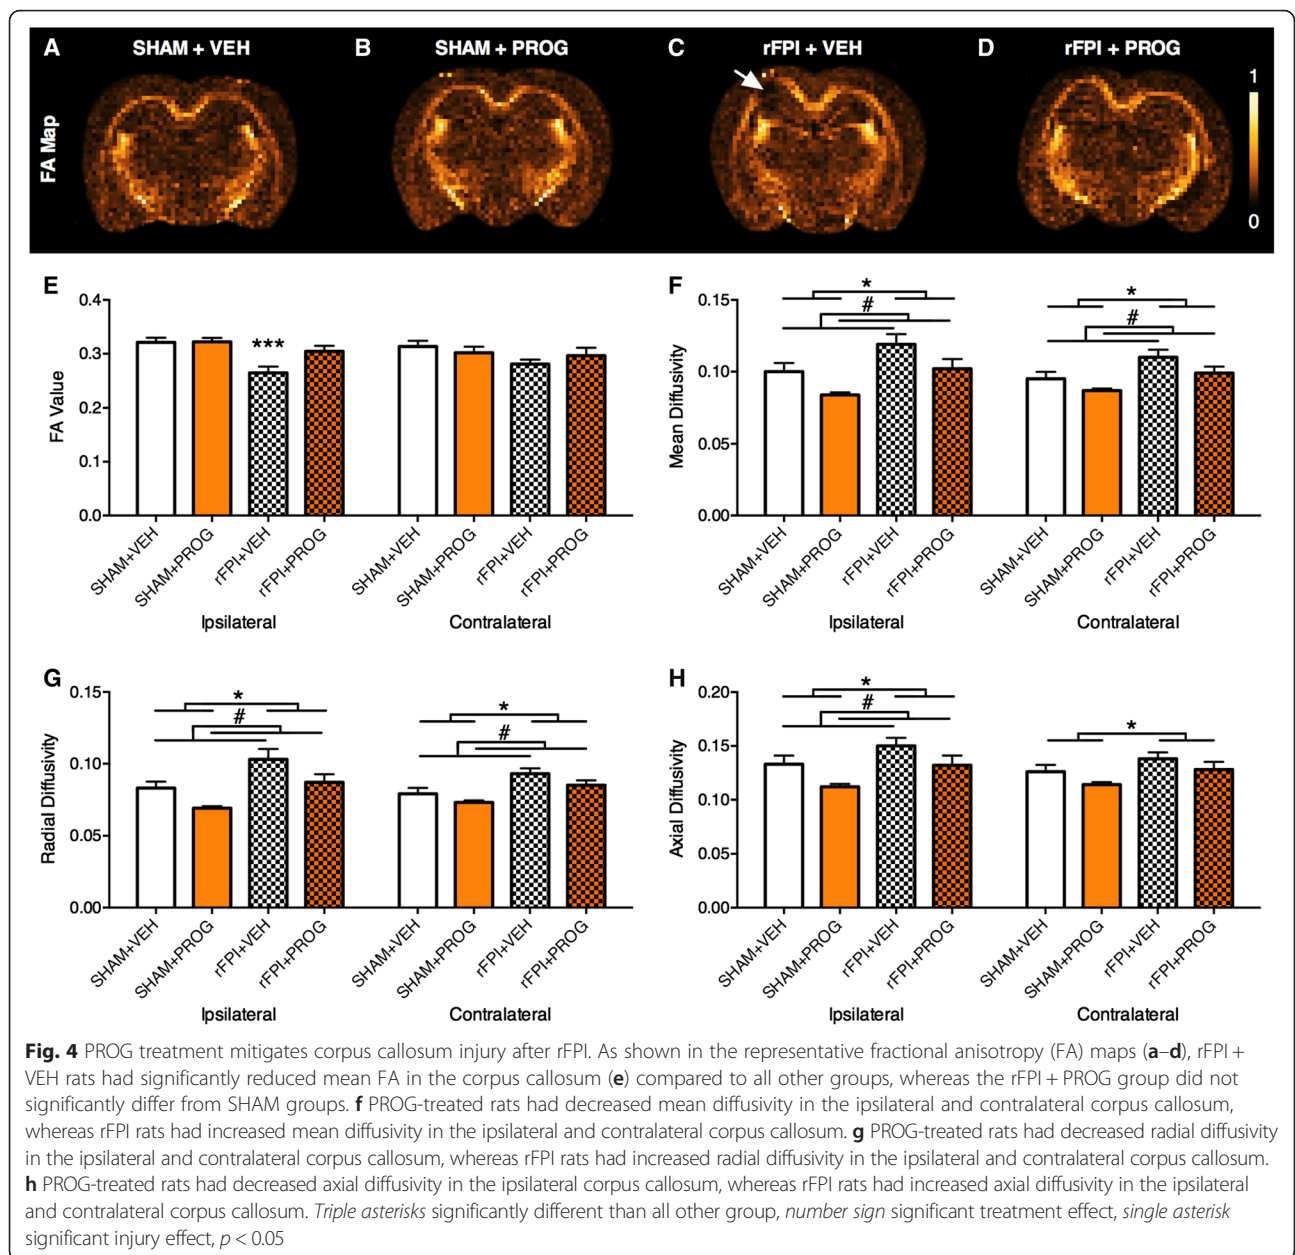 A SHAM + VEH B SHAM + PROG C rFPI + VEH D rFPI + PROG
FA Map
1
0
E
FA Value
0.4
0.3
0.2
0.1
0.0
***
SHAM+VEH SHAM+PROG rFPI+VEH rFPI+PROG SHAM+VEH SHAM+PROG rFPI+VEH rFPI+PROG
Ipsilateral Contralateral
F
Mean Diffusivity
0.15
0.10
0.05
0.00
* *
# #
SHAM+VEH SHAM+PROG rFPI+VEH rFPI+PROG SHAM+VEH SHAM+PROG rFPI+VEH rFPI+PROG
Ipsilateral Contralateral
G
Radial Diffusivity
0.15
0.10
0.05
0.00
* *
# #
SHAM+VEH SHAM+PROG rFPI+VEH rFPI+PROG SHAM+VEH SHAM+PROG rFPI+VEH rFPI+PROG
Ipsilateral Contralateral
H
Axial Diffusivity
0.20
0.15
0.10
0.05
0.00
* *
#
SHAM+VEH SHAM+PROG rFPI+VEH rFPI+PROG SHAM+VEH SHAM+PROG rFPI+VEH rFPI+PROG
Ipsilateral Contralateral
Fig. 4 PROG treatment mitigates corpus callosum injury after rFPI. As shown in the representative fractional anisotropy (FA) maps (a–d), rFPI +
VEH rats had significantly reduced mean FA in the corpus callosum (e) compared to all other groups, whereas the rFPI + PROG group did not
significantly differ from SHAM groups. f PROG-treated rats had decreased mean diffusivity in the ipsilateral and contralateral corpus callosum,
whereas rFPI rats had increased mean diffusivity in the ipsilateral and contralateral corpus callosum. g PROG-treated rats had decreased radial diffusivity
in the ipsilateral and contralateral corpus callosum, whereas rFPI rats had increased radial diffusivity in the ipsilateral and contralateral corpus callosum.
h PROG-treated rats had decreased axial diffusivity in the ipsilateral corpus callosum, whereas rFPI rats had increased axial diffusivity in the ipsilateral
and contralateral corpus callosum. Triple asterisks significantly different than all other group, number sign significant treatment effect, single asterisk
significant injury effect, p < 0.05